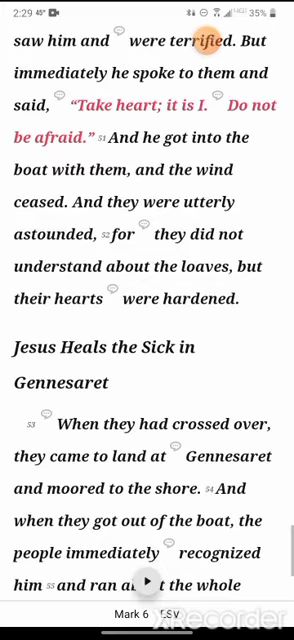 2:29 45° 35%
saw him and were terrified. But
immediately he spoke to them and
said, “Take heart; it is I. Do not
be afraid.” 51 And he got into the
boat with them, and the wind
ceased. And they were utterly
astounded, 52 for they did not
understand about the loaves, but
their hearts were hardened.
Jesus Heals the Sick in
Gennesaret
53 When they had crossed over,
they came to land at Gennesaret
and moored to the shore. 54 And
when they got out of the boat, the
people immediately recognized
him 55 and ran about the whole
Mark 6 ESV
XRecorder